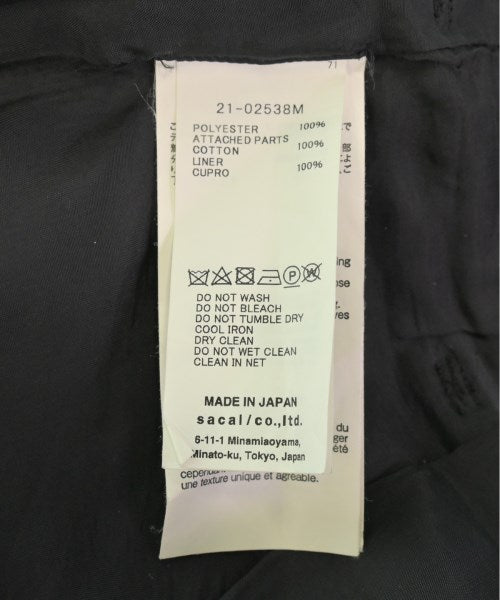 21-02538M
POLYESTER 100%
ATTACHED PARTS
COTTON 100%
LINER
CUPRO 100%
DO NOT WASH
DO NOT BLEACH
DO NOT TUMBLE DRY
COOL IRON
DRY CLEAN
DO NOT WET CLEAN
CLEAN IN NET
MADE IN JAPAN
sacai/co.,ltd.
6-11-1 Minamiaoyama,
Minato-ku, Tokyo, Japan
du
été
une texture unique et agréable.